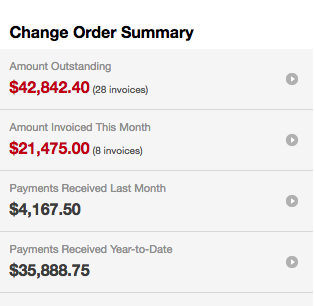 Change Order Summary
Amount Outstanding
$42,842.40 (28 invoices)
Amount Invoiced This Month
$21,475.00 (8 invoices)
Payments Received Last Month
$4,167.50
Payments Received Year-to-Date
$35,888.75